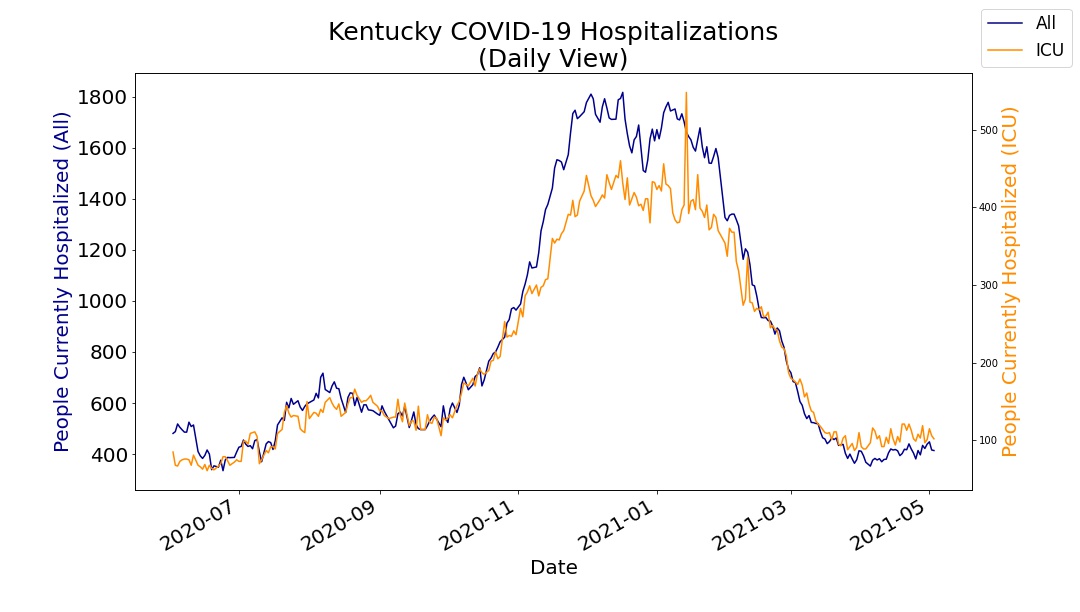 Kentucky COVID-19 Hospitalizations
(Daily View)
All
ICU
People Currently Hospitalized (All)
1800
1600
1400
1200
1000
800
600
400
500
400
300
200
100
People Currently Hospitalized (ICU)
2020-07
2020-09
2020-11
2021-01
2021-03
2021-05
Date